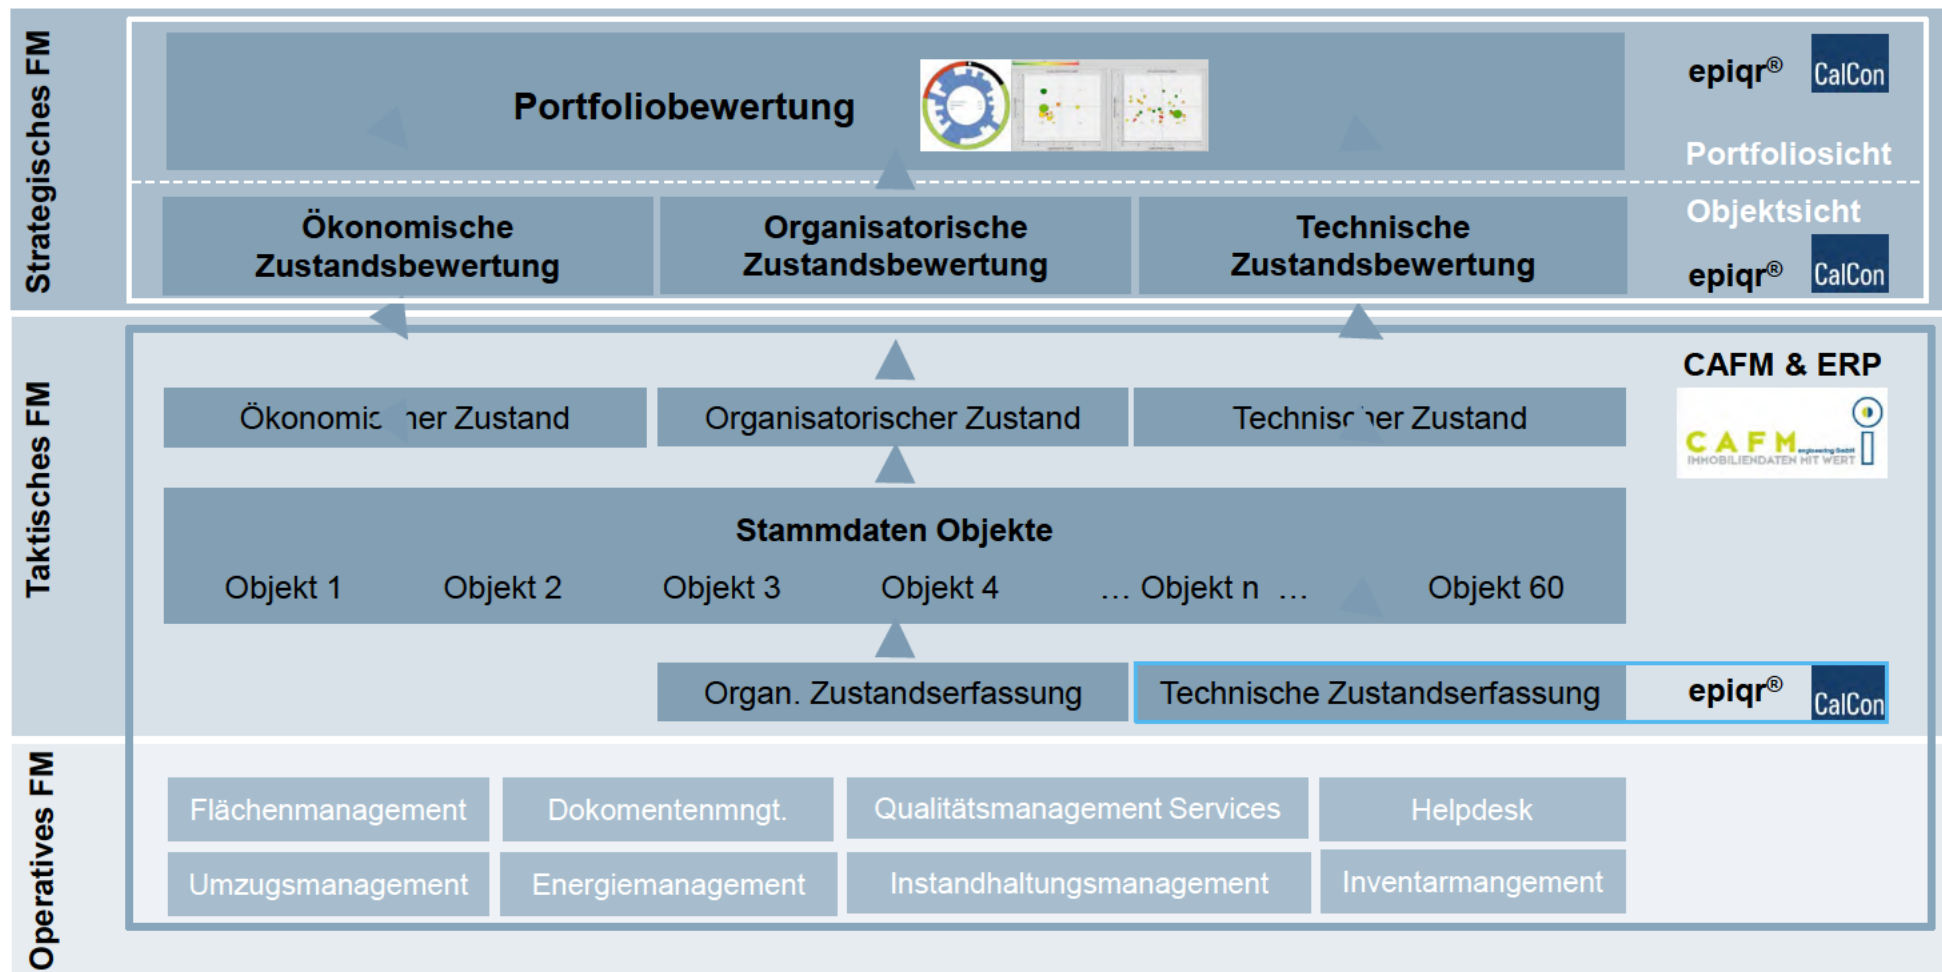 Strategisches FM
Portfoliobewertung
epiqr®
CalCon
Portfoliosicht
Ökonomische
Zustandsbewertung
Organisatorische
Zustandsbewertung
Technische
Zustandsbewertung
Objektsicht
epiqr®
CalCon
Taktisches FM
CAFM & ERP
CAFM
engineering GmbH
IMMOBILIENDATEN MIT WERT
Ökonomischer Zustand
Organisatorischer Zustand
Technischer Zustand
Stammdaten Objekte
Objekt 1 Objekt 2 Objekt 3 Objekt 4 … Objekt n … Objekt 60
Organ. Zustandserfassung
Technische Zustandserfassung
epiqr®
CalCon
Operatives FM
Flächenmanagement
Dokomentenmngt.
Qualitätsmanagement Services
Helpdesk
Umzugsmanagement
Energiemanagement
Instandhaltungsmanagement
Inventarmangement